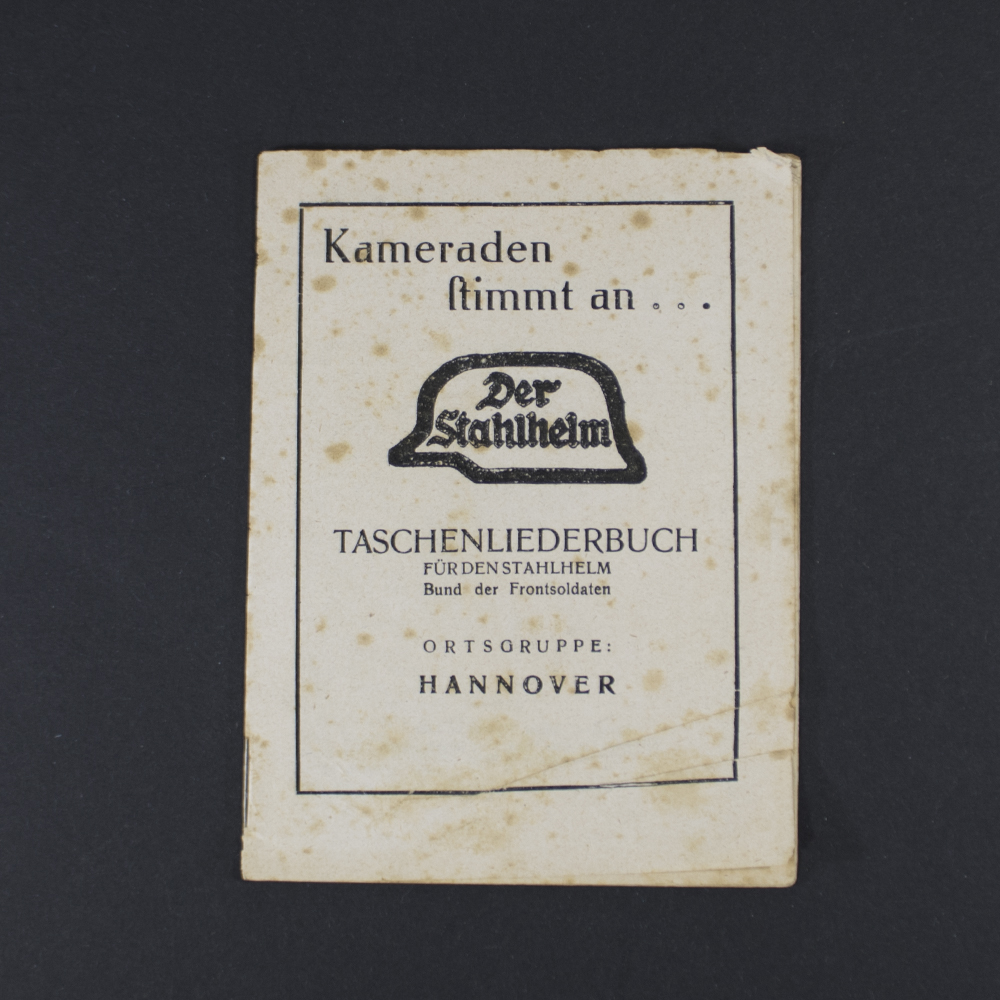 Kameraden
ſtimmt an . . .
Der
Stahlhelm
TASCHENLIEDERBUCH
FÜR DEN STAHLHELM
Bund der Frontsoldaten
ORTSGRUPPE:
HANNOVER